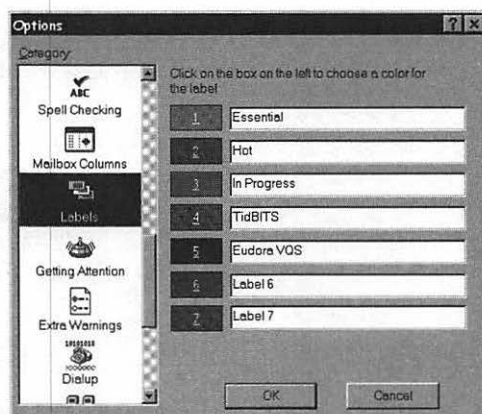 Options
Category:
ABC
Spell Checking
Mailbox Columns
Labels
Getting Attention
Extra Warnings
10101010
Dialup
Click on the box on the left to choose a color for
the label
1 Essential
2 Hot
3 In Progress
4 TidBITS
5 Eudora VQS
6 Label 6
7 Label 7
OK
Cancel